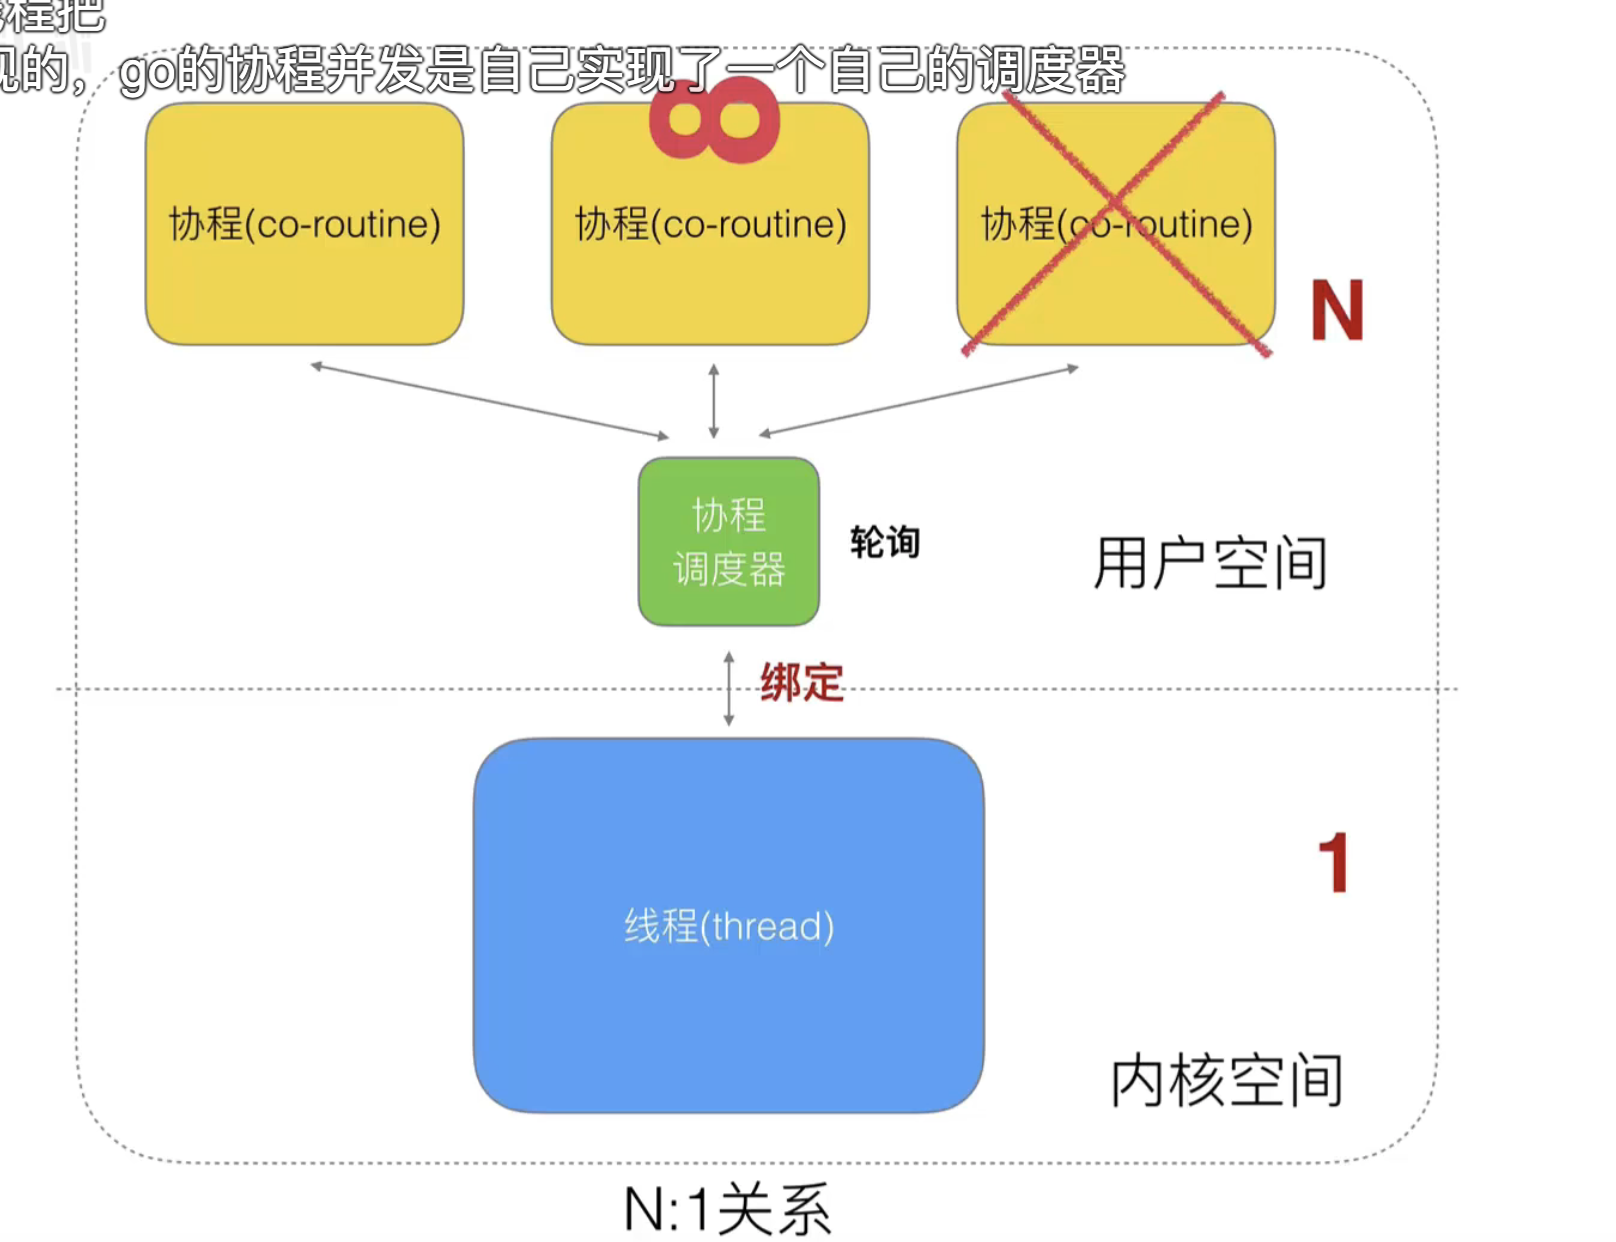 线程把
现的，go的协程并发是自己实现了一个自己的调度器
协程(co-routine)
协程(co-routine)
协程(co-routine)
N
协程
调度器
轮询
用户空间
绑定
1
线程(thread)
内核空间
N:1关系